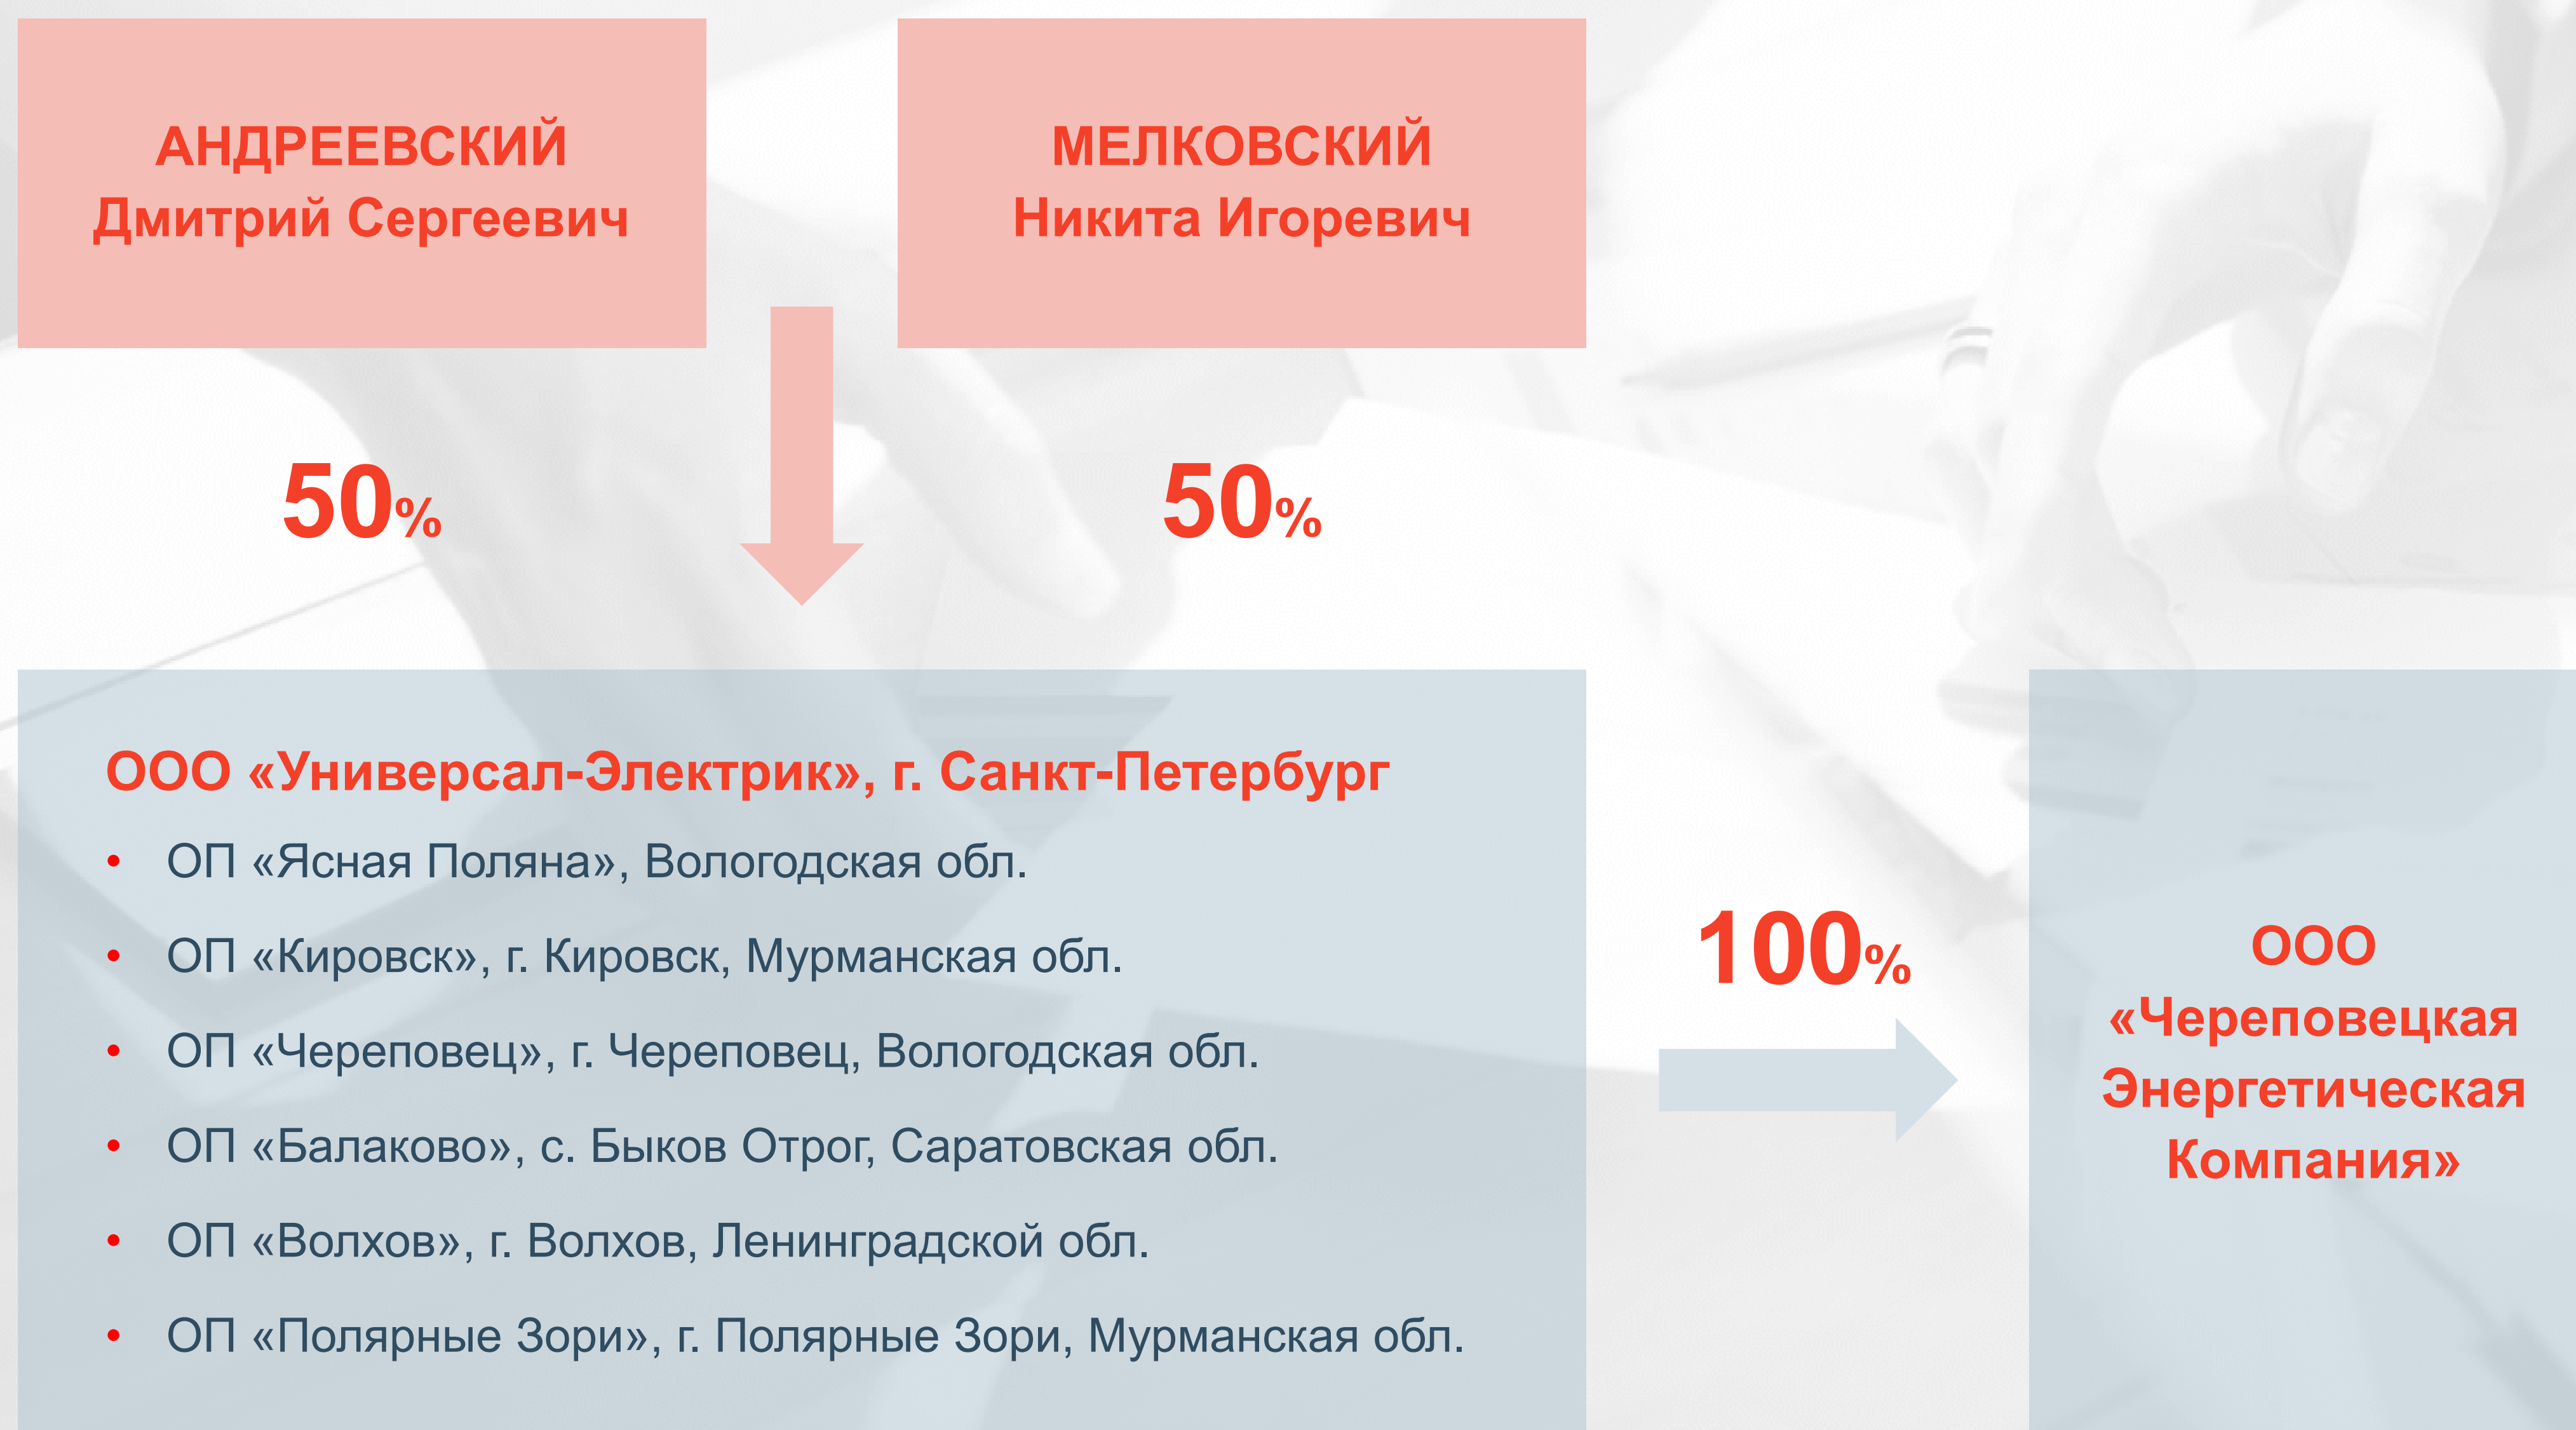 АНДРЕЕВСКИЙ
Дмитрий Сергеевич
МЕЛКОВСКИЙ
Никита Игоревич
50%
50%
ООО «Универсал-Электрик», г. Санкт-Петербург
• ОП «Ясная Поляна», Вологодская обл.
• ОП «Кировск», г. Кировск, Мурманская обл.
• ОП «Череповец», г. Череповец, Вологодская обл.
• ОП «Балаково», с. Быков Отрог, Саратовская обл.
• ОП «Волхов», г. Волхов, Ленинградской обл.
• ОП «Полярные Зори», г. Полярные Зори, Мурманская обл.
100%
ООО
«Череповецкая
Энергетическая
Компания»